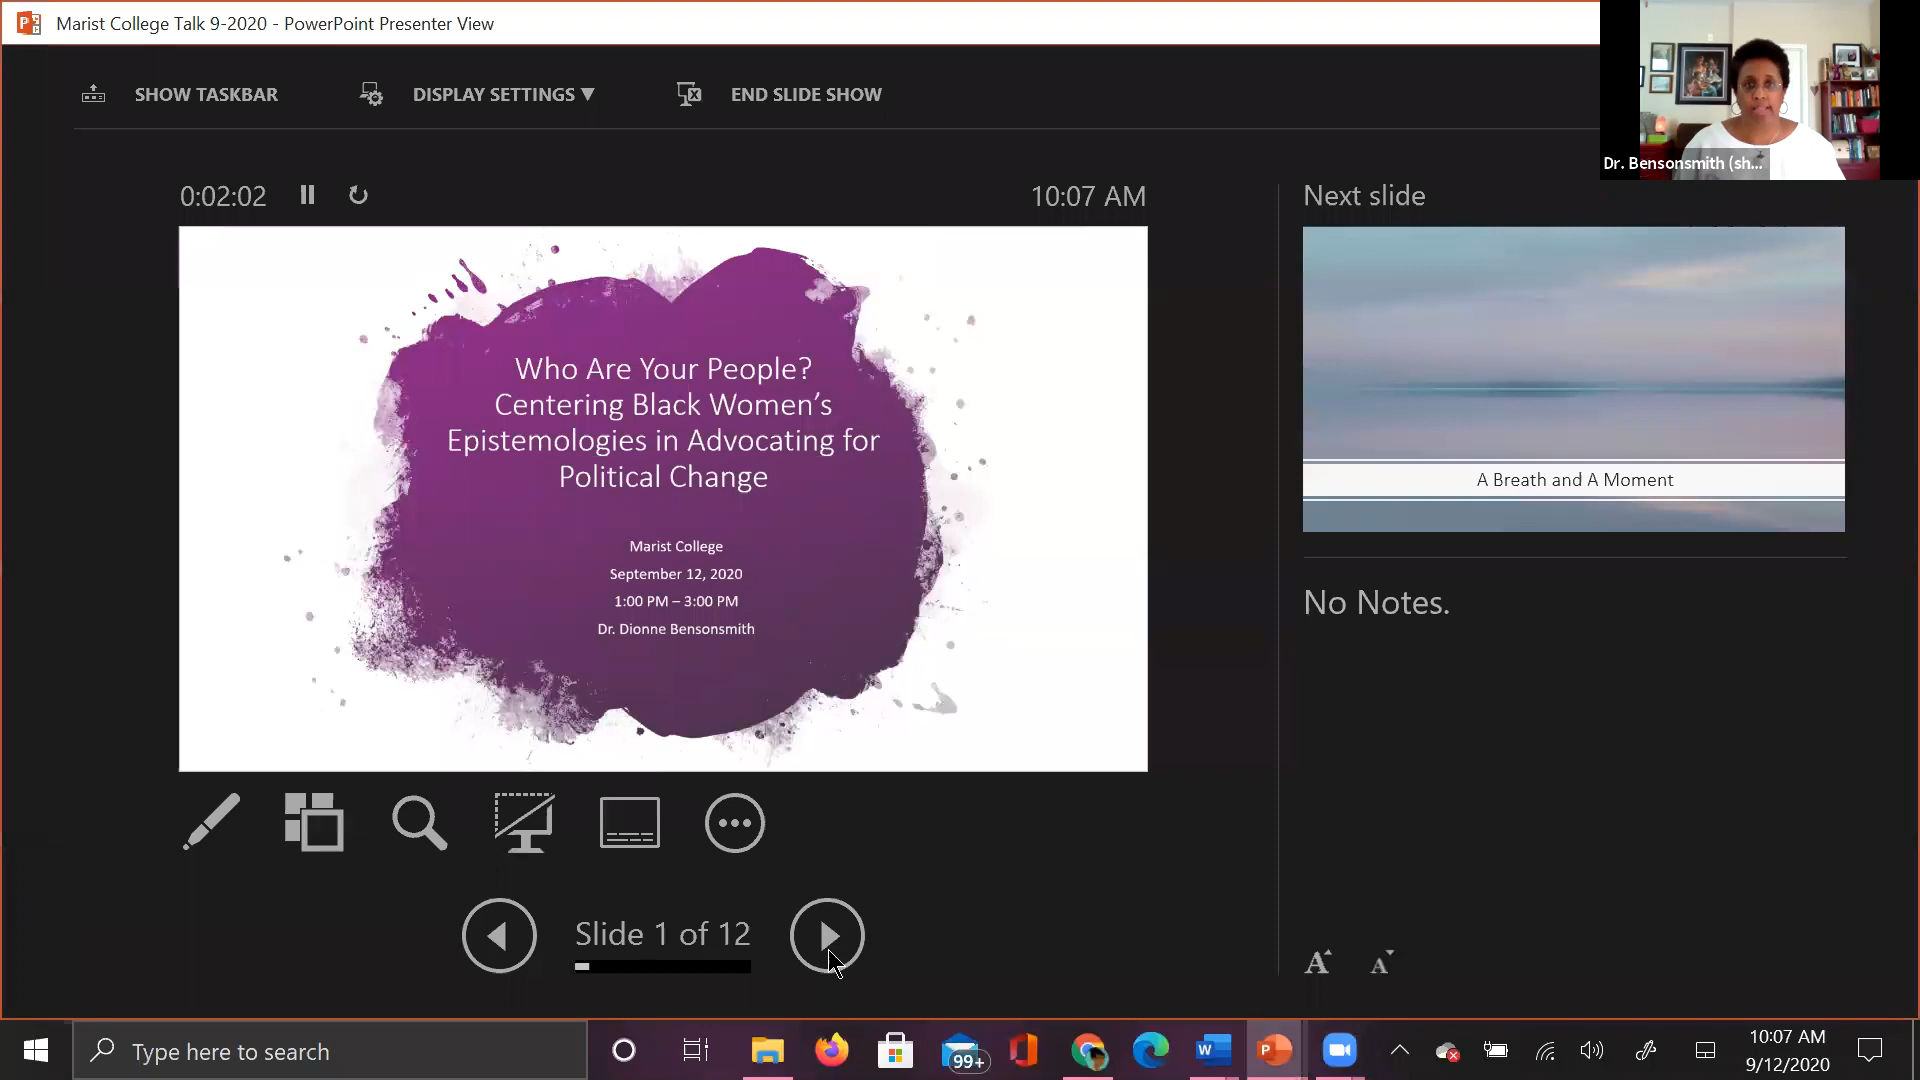 Marist College Talk 9-2020 - PowerPoint Presenter View
SHOW TASKBAR
DISPLAY SETTINGS ▼
END SLIDE SHOW
Dr. Bensonsmith (sh...
0:02:02
10:07 AM
Next slide
Who Are Your People?
Centering Black Women’s
Epistemologies in Advocating for
Political Change
Marist College
September 12, 2020
1:00 PM – 3:00 PM
Dr. Dionne Bensonsmith
A Breath and A Moment
No Notes.
Slide 1 of 12
A A
Type here to search
99+
10:07 AM
9/12/2020